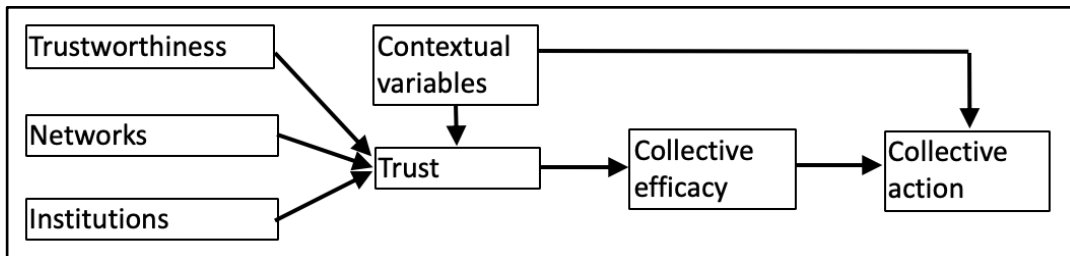 Trustworthiness
Contextual
variables
Networks
Trust
Collective
efficacy
Collective
action
Institutions